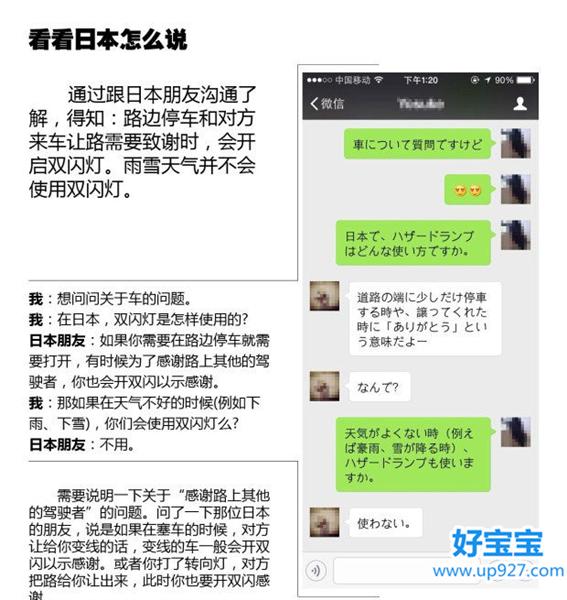 看看日本怎么说
通过跟日本朋友沟通了
解，得知：路边停车和对方
来车让路需要致谢时，会开
启双闪灯。雨雪天气并不会
使用双闪灯。
我：想问问关于车的问题。
我：在日本，双闪灯是怎样使用的?
日本朋友：如果你需要在路边停车就需
要打开，有时候为了感谢路上其他的驾
驶者，你也会开双闪以示感谢。
我：那如果在天气不好的时候(例如下
雨、下雪)，你们会使用双闪灯么?
日本朋友：不用。
需要说明一下关于“感谢路上其他
的驾驶者”的问题。问了一下那位日本
的朋友，说是如果在塞车的时候，对方
让给你变线的话，变线的车一般会开双
闪以示感谢。或者你打了转向灯，对方
把路给你让出来，此时你也要开双闪感
谢
中国移动
下午1:20
90%
微信
車について質問ですけど
日本で、ハザードランプ
はどんな使い方ですか。
道路の端に少しだけ停車
する時や、譲ってくれた
時に「ありがとう」とい
う意味だよー
なんで?
天気がよくない時（例え
ば豪雨、雪が降る時）、
ハザードランプも使いま
すか。
使わない。
好宝宝
www.up927.com